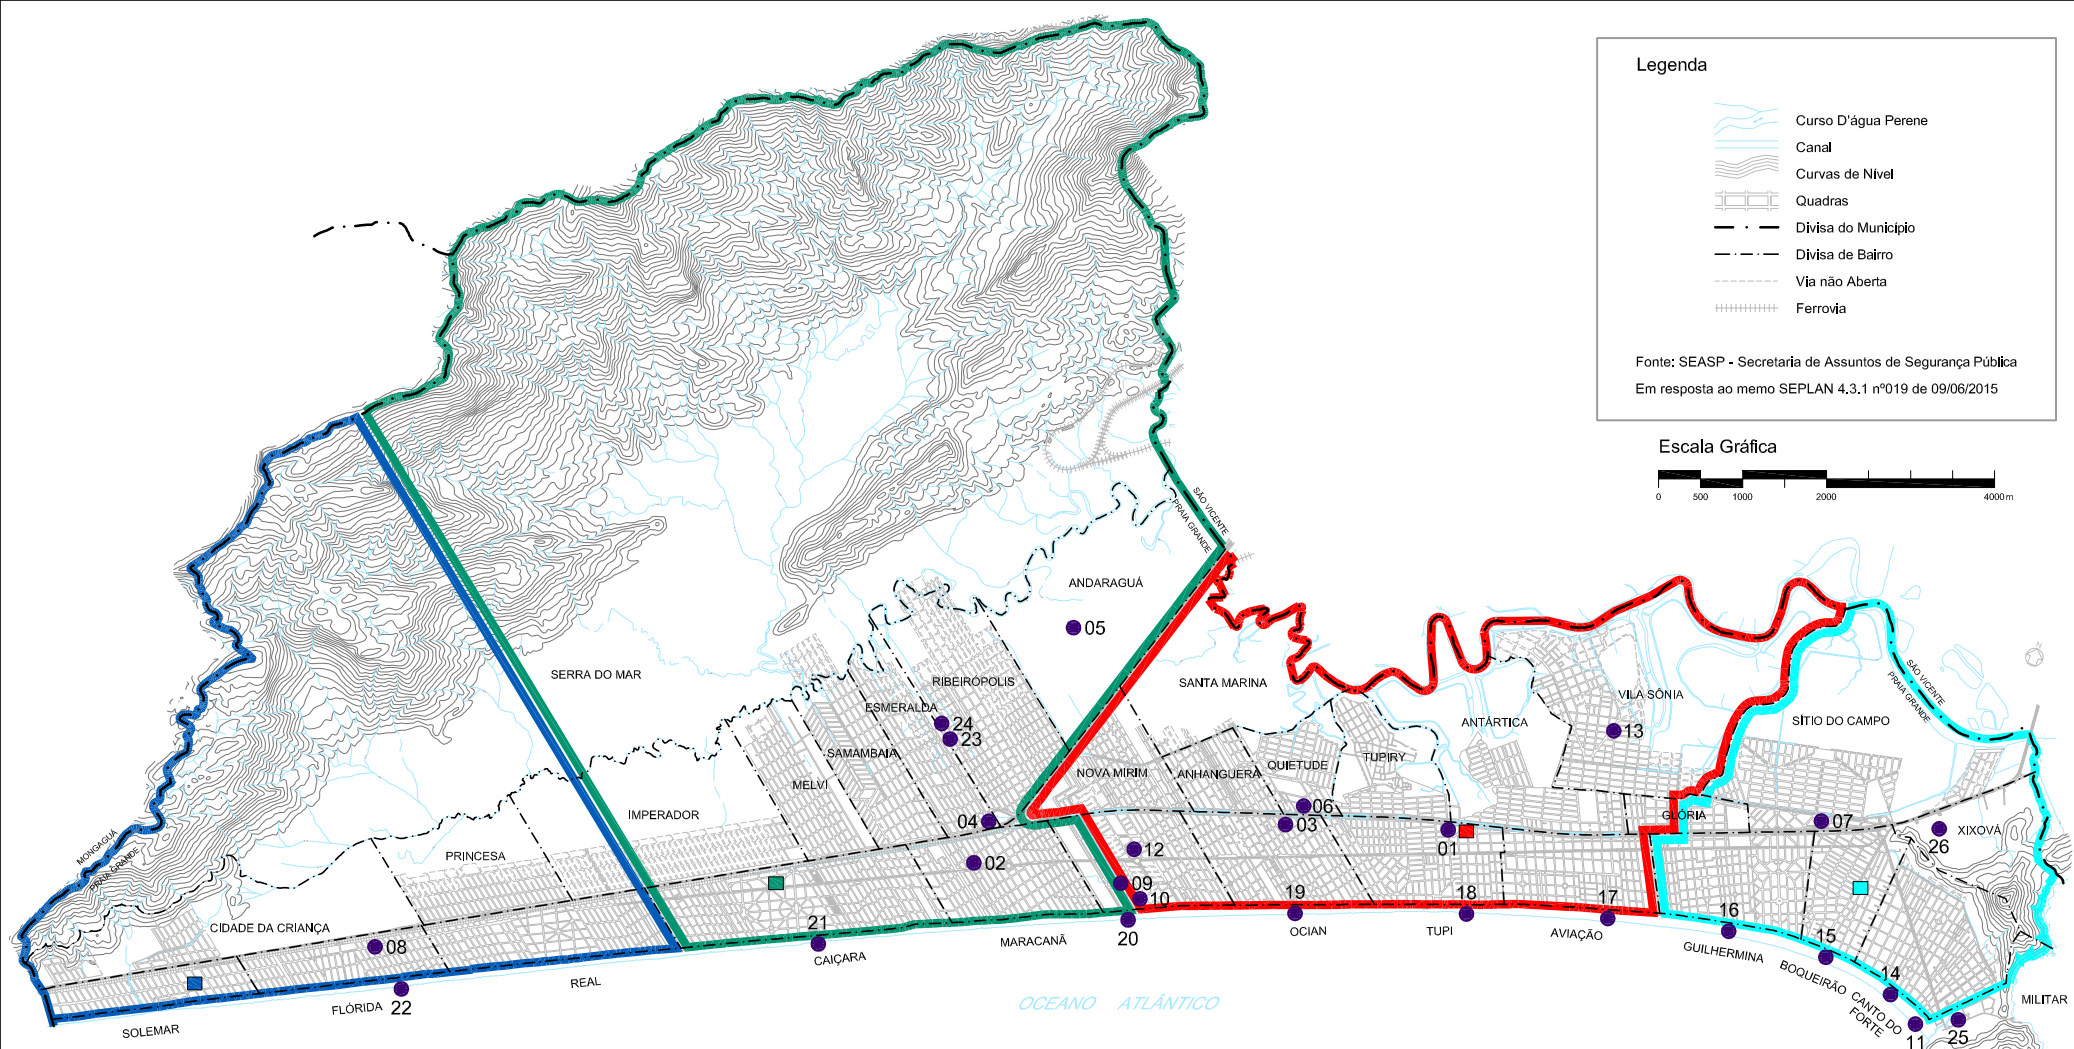 Legenda
Curso D'água Perene
Canal
Curvas de Nível
Quadras
Divisa do Município
Divisa de Bairro
Via não Aberta
Ferrovia
Fonte: SEASP - Secretaria de Assuntos de Segurança Pública
Em resposta ao memo SEPLAN 4.3.1 nº019 de 09/06/2015
Escala Gráfica
0 500 1000 2000 4000m
SÃO VICENTE
PRAIA GRANDE
ANDARAGUÁ
05
SERRA DO MAR
RIBEIRÓPOLIS
ESMERALDA
24
23
SAMAMBAIA
MELVI
SANTA MARINA
NOVA MIRIM
ANHANGUERA
QUIETUDE
TUPIRY
ANTÁRTICA
VILA SÔNIA
13
SÍTIO DO CAMPO
SÃO VICENTE
PRAIA GRANDE
IMPERADOR
PRINCESA
04
02
06
03
12
09
10
01
GLÓRIA
07
XIXOVÁ
26
MONGAGUÁ
PRAIA GRANDE
CIDADE DA CRIANÇA
08
21
20
19
18
17
16
15
14
11
25
22
SOLEMAR
FLÓRIDA
REAL
CAIÇARA
MARACANÃ
OCIAN
TUPI
AVIAÇÃO
GUILHERMINA
BOQUEIRÃO
CANTO DO
FORTE
MILITAR
OCEANO ATLÂNTICO